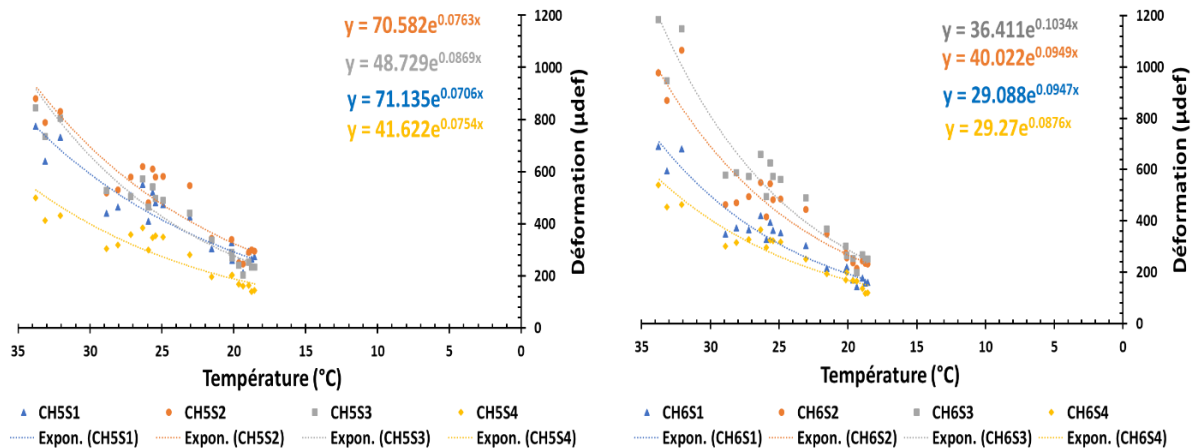 y = 70.582e^0.0763x
y = 48.729e^0.0869x
y = 71.135e^0.0706x
y = 41.622e^0.0754x
1200
1000
800
600
400
200
0
Déformation (µdef)
35 30 25 20 15 10 5 0
Température (°C)
CH5S1 CH5S2 CH5S3 CH5S4
Expon. (CH5S1) Expon. (CH5S2) Expon. (CH5S3) Expon. (CH5S4)
y = 36.411e^0.1034x
y = 40.022e^0.0949x
y = 29.088e^0.0947x
y = 29.27e^0.0876x
1200
1000
800
600
400
200
0
Déformation (µdef)
35 30 25 20 15 10 5 0
Température (°C)
CH6S1 CH6S2 CH6S3 CH6S4
Expon. (CH6S1) Expon. (CH6S2) Expon. (CH6S3) Expon. (CH6S4)